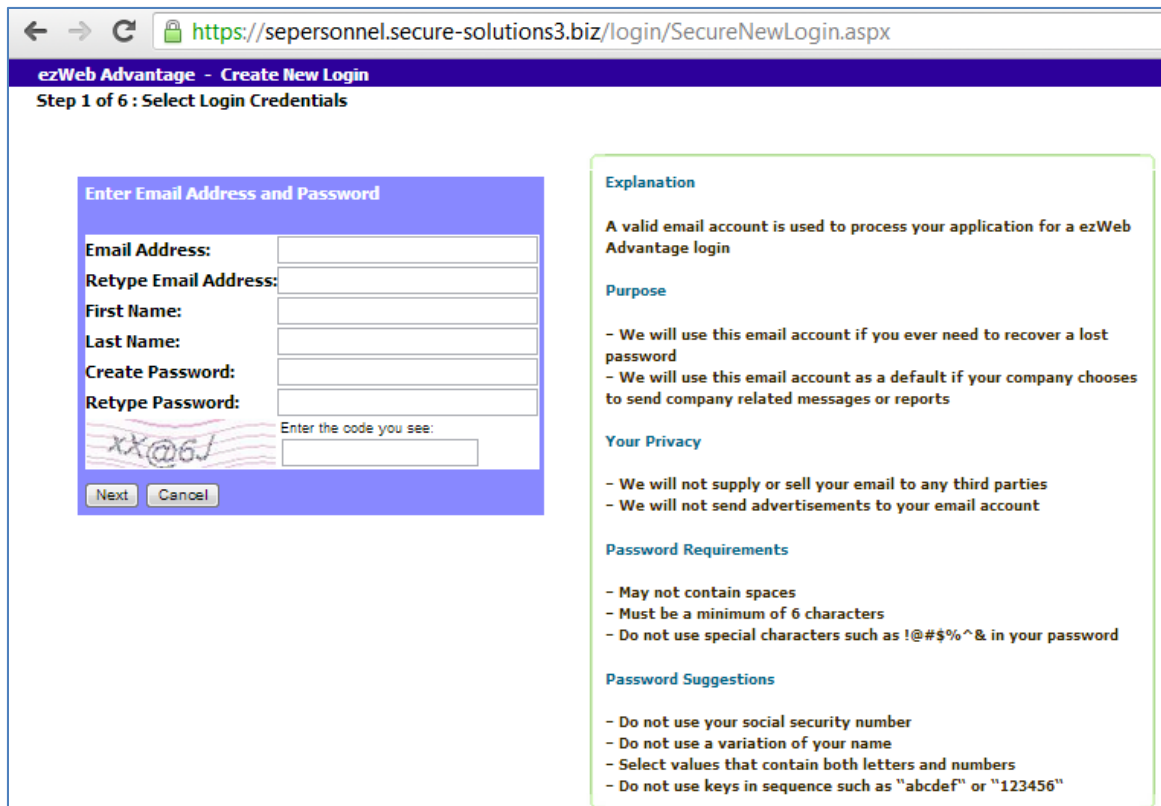 https://sepersonnel.secure-solutions3.biz/login/SecureNewLogin.aspx
ezWeb Advantage - Create New Login
Step 1 of 6 : Select Login Credentials
Enter Email Address and Password
Email Address:
Retype Email Address:
First Name:
Last Name:
Create Password:
Retype Password:
xX@6J
Enter the code you see:
Next Cancel
Explanation
A valid email account is used to process your application for a ezWeb
Advantage login
Purpose
- We will use this email account if you ever need to recover a lost
password
- We will use this email account as a default if your company chooses
to send company related messages or reports
Your Privacy
- We will not supply or sell your email to any third parties
- We will not send advertisements to your email account
Password Requirements
- May not contain spaces
- Must be a minimum of 6 characters
- Do not use special characters such as !@#$%^& in your password
Password Suggestions
- Do not use your social security number
- Do not use a variation of your name
- Select values that contain both letters and numbers
- Do not use keys in sequence such as "abcdef" or "123456"